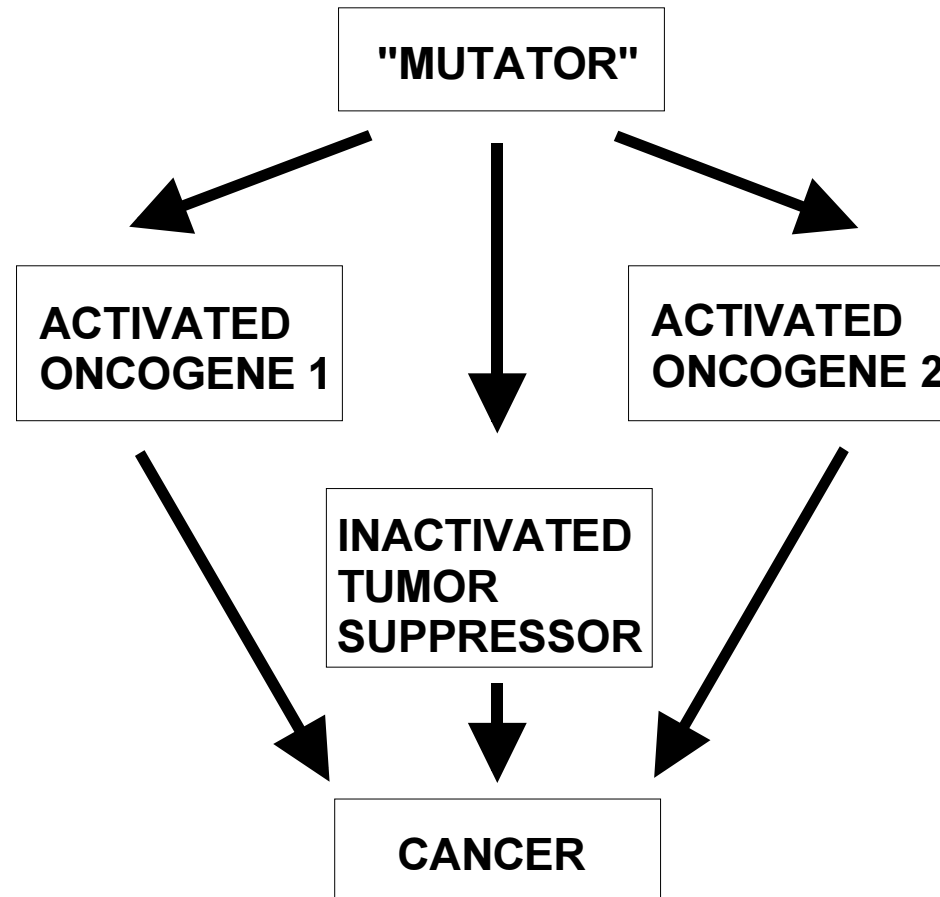 "MUTATOR"
ACTIVATED
ONCOGENE 1
ACTIVATED
ONCOGENE 2
INACTIVATED
TUMOR
SUPPRESSOR
CANCER